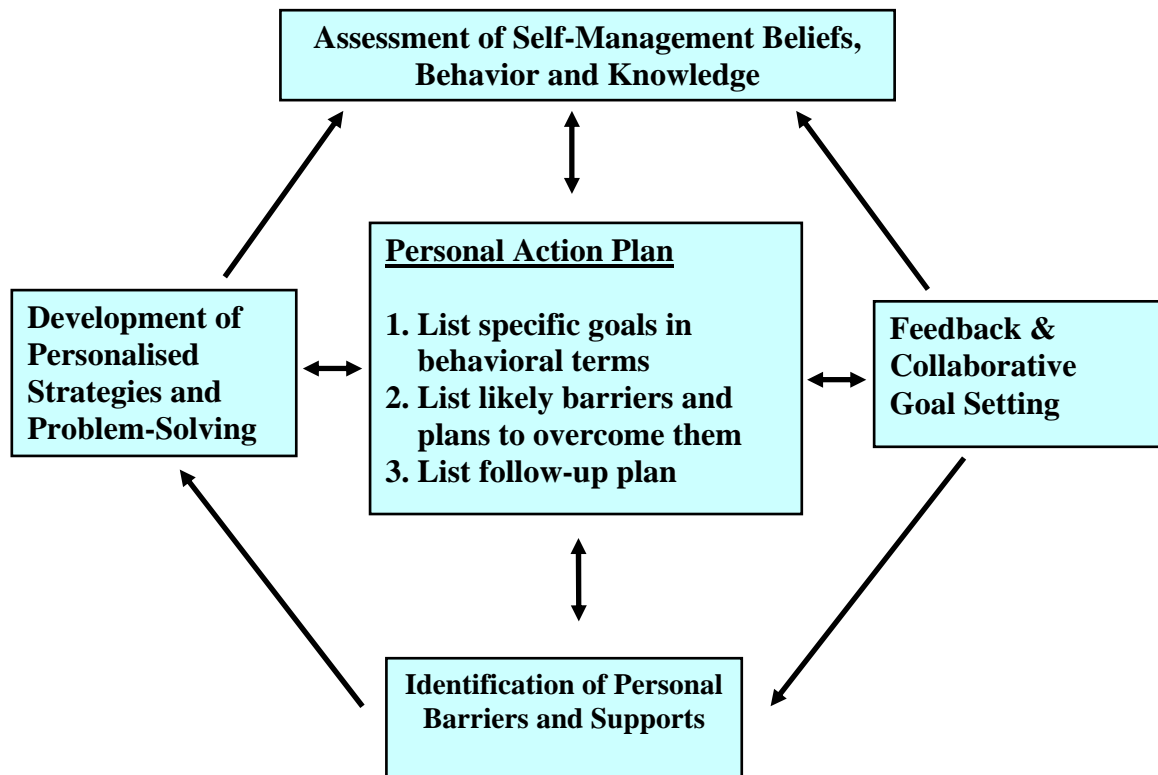 Assessment of Self-Management Beliefs,
Behavior and Knowledge
Personal Action Plan
1. List specific goals in
behavioral terms
2. List likely barriers and
plans to overcome them
3. List follow-up plan
Development of
Personalised
Strategies and
Problem-Solving
Feedback &
Collaborative
Goal Setting
Identification of Personal
Barriers and Supports